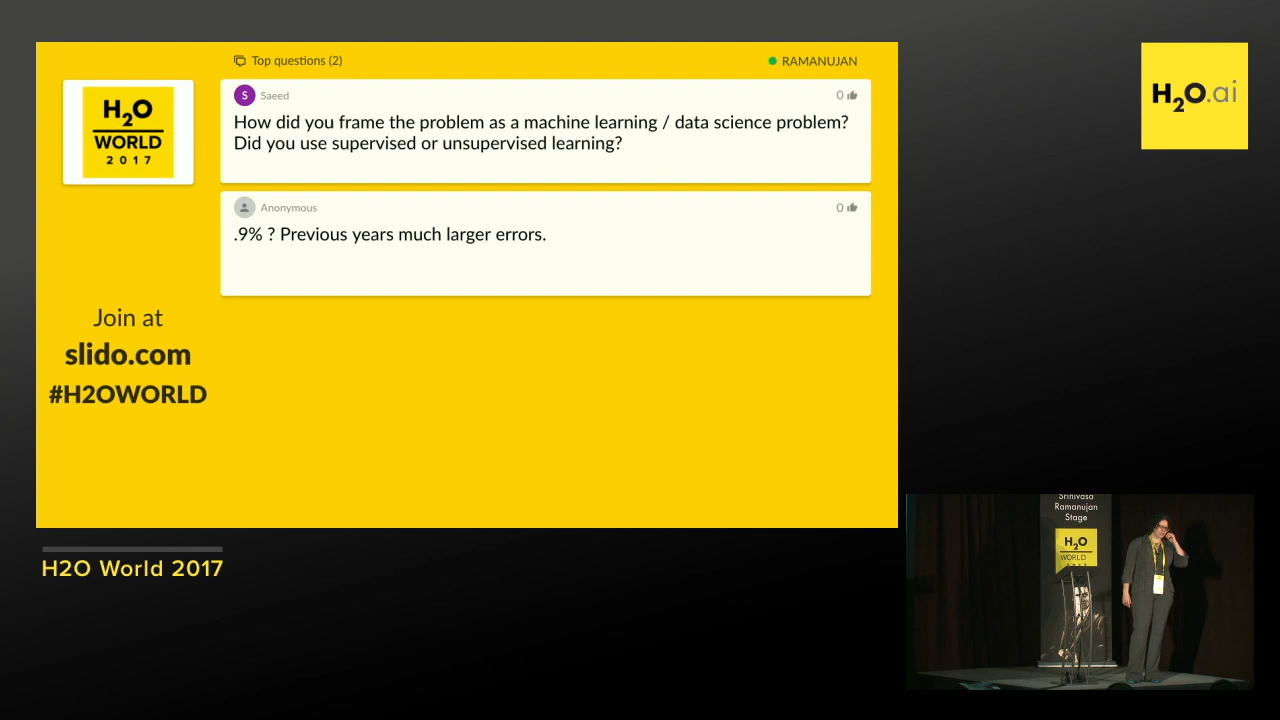 Top questions (2)
RAMANUJAN
S
Saeed
0
How did you frame the problem as a machine learning / data science problem?
Did you use supervised or unsupervised learning?
Anonymous
0
.9% ? Previous years much larger errors.
H2O
WORLD
2017
Join at
slido.com
#H2OWORLD
H2O World 2017
H2O.ai
Srinivasa
Ramanujan
Stage
H2O
WORLD